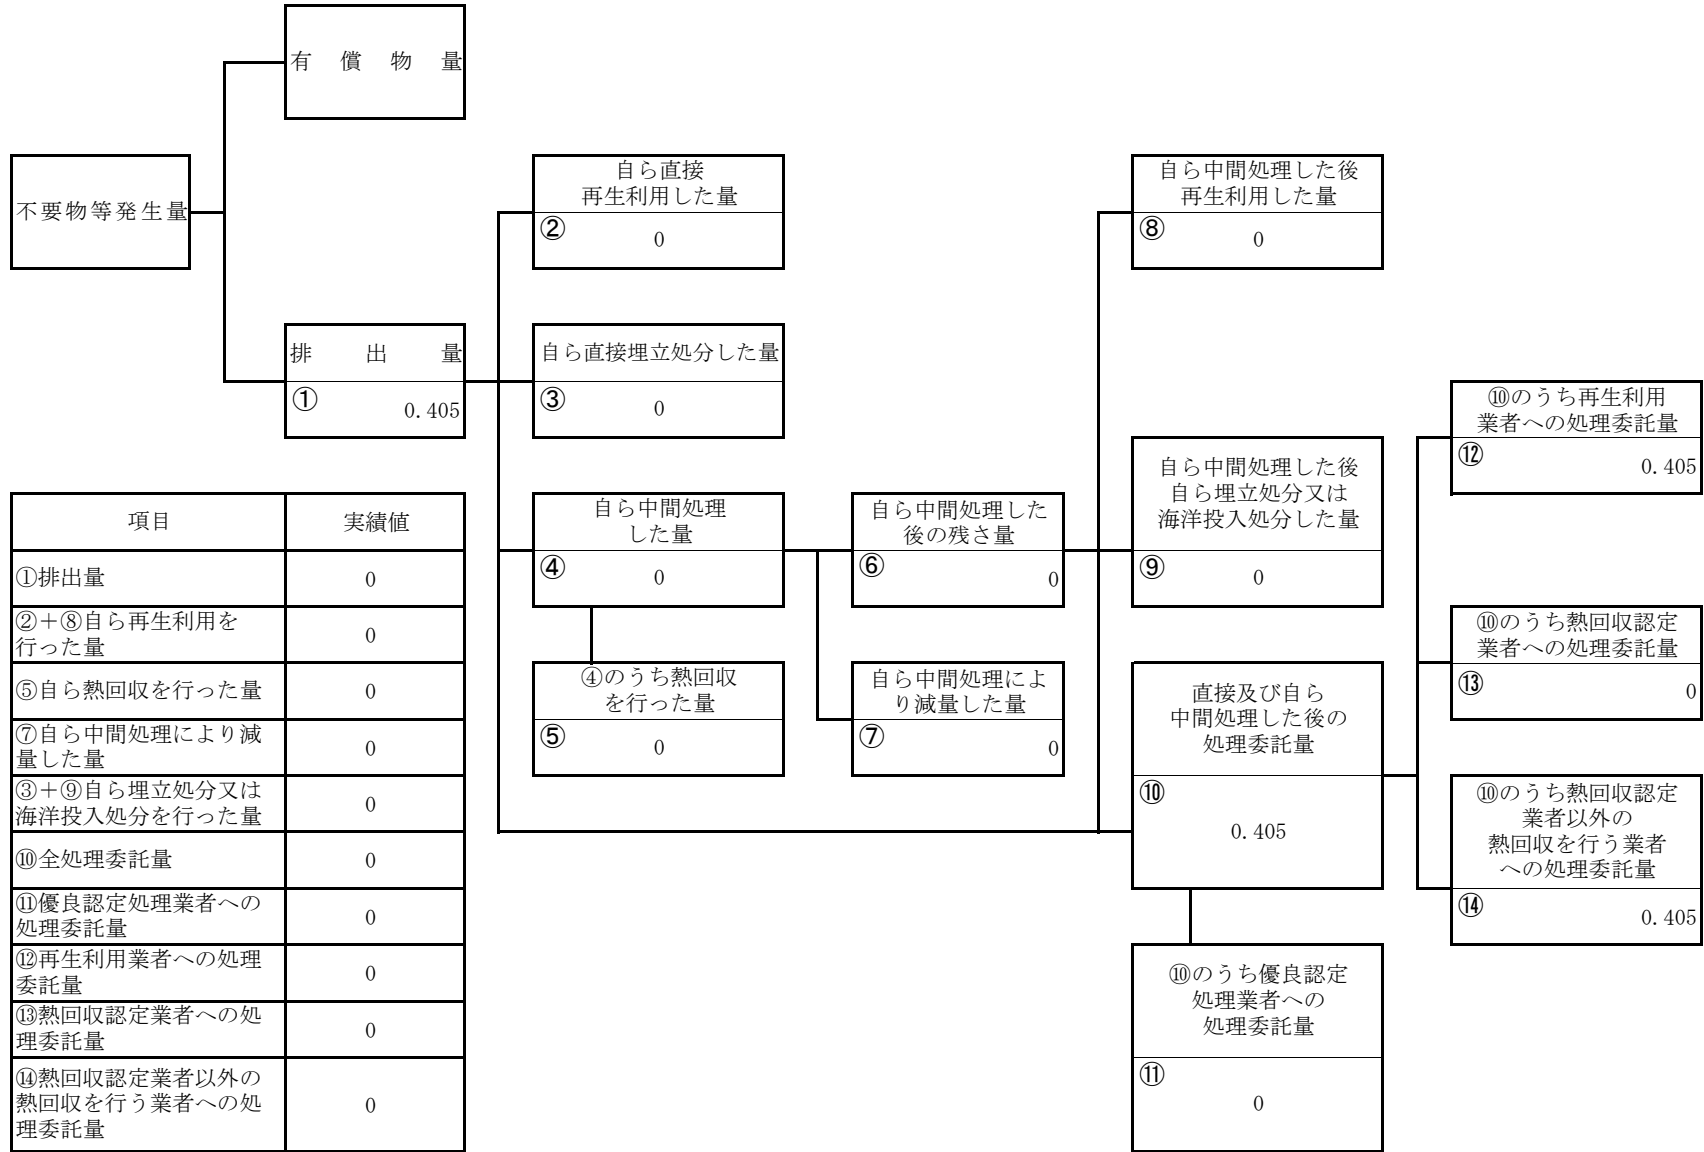 有償物量
不要物等発生量
排出量
①
0.405
自ら直接
再生利用した量
②
0
自ら直接埋立処分した量
③
0
自ら中間処理
した量
④
0
④のうち熱回収
を行った量
⑤
0
自ら中間処理した
後の残さ量
⑥
0
自ら中間処理によ
り減量した量
⑦
0
自ら中間処理した後
再生利用した量
⑧
0
自ら中間処理した後
自ら埋立処分又は
海洋投入処分した量
⑨
0
直接及び自ら
中間処理した後の
処理委託量
⑩
0.405
⑩のうち優良認定
処理業者への
処理委託量
⑪
0
⑩のうち再生利用
業者への処理委託量
⑫
0.405
⑩のうち熱回収認定
業者への処理委託量
⑬
0
⑩のうち熱回収認定
業者以外の
熱回収を行う業者
への処理委託量
⑭
0.405
項目 実績値
①排出量 0
②+⑧自ら再生利用を
行った量 0
⑤自ら熱回収を行った量 0
⑦自ら中間処理により減
量した量 0
③+⑨自ら埋立処分又は
海洋投入処分を行った量 0
⑩全処理委託量 0
⑪優良認定処理業者への
処理委託量 0
⑫再生利用業者への処理
委託量 0
⑬熱回収認定業者への処
理委託量 0
⑭熱回収認定業者以外の
熱回収を行う業者への処
理委託量 0